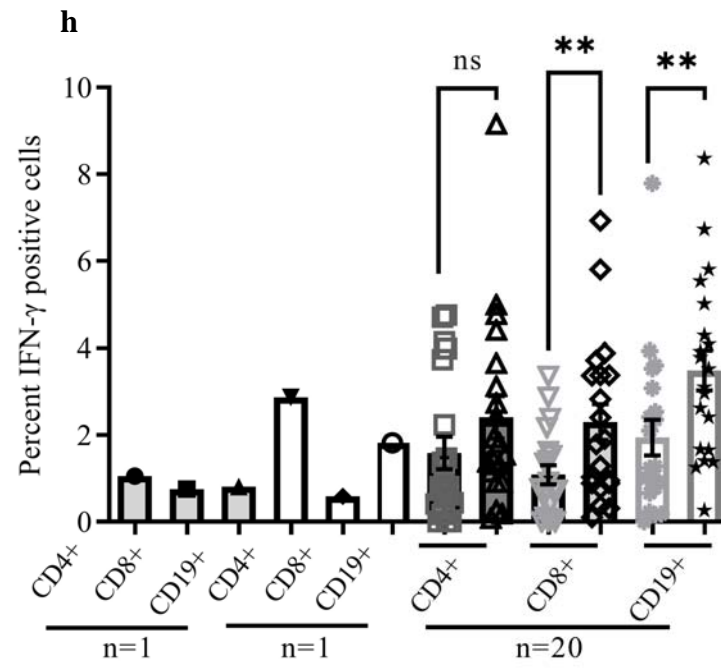 h
ns
**
**
Percent IFN-γ positive cells
10
8
6
4
2
0
CD4+
CD8+
CD19+
CD4+
CD8+
CD19+
CD4+
CD8+
CD19+
n=1
n=1
n=20